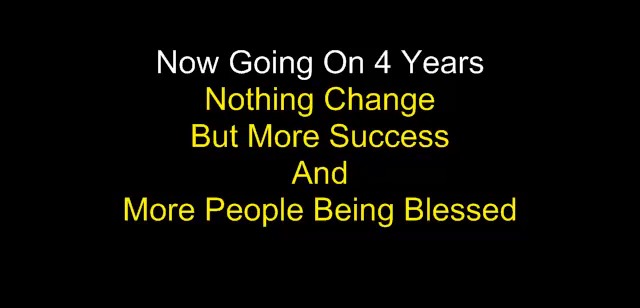 Now Going On 4 Years
Nothing Change
But More Success
And
More People Being Blessed